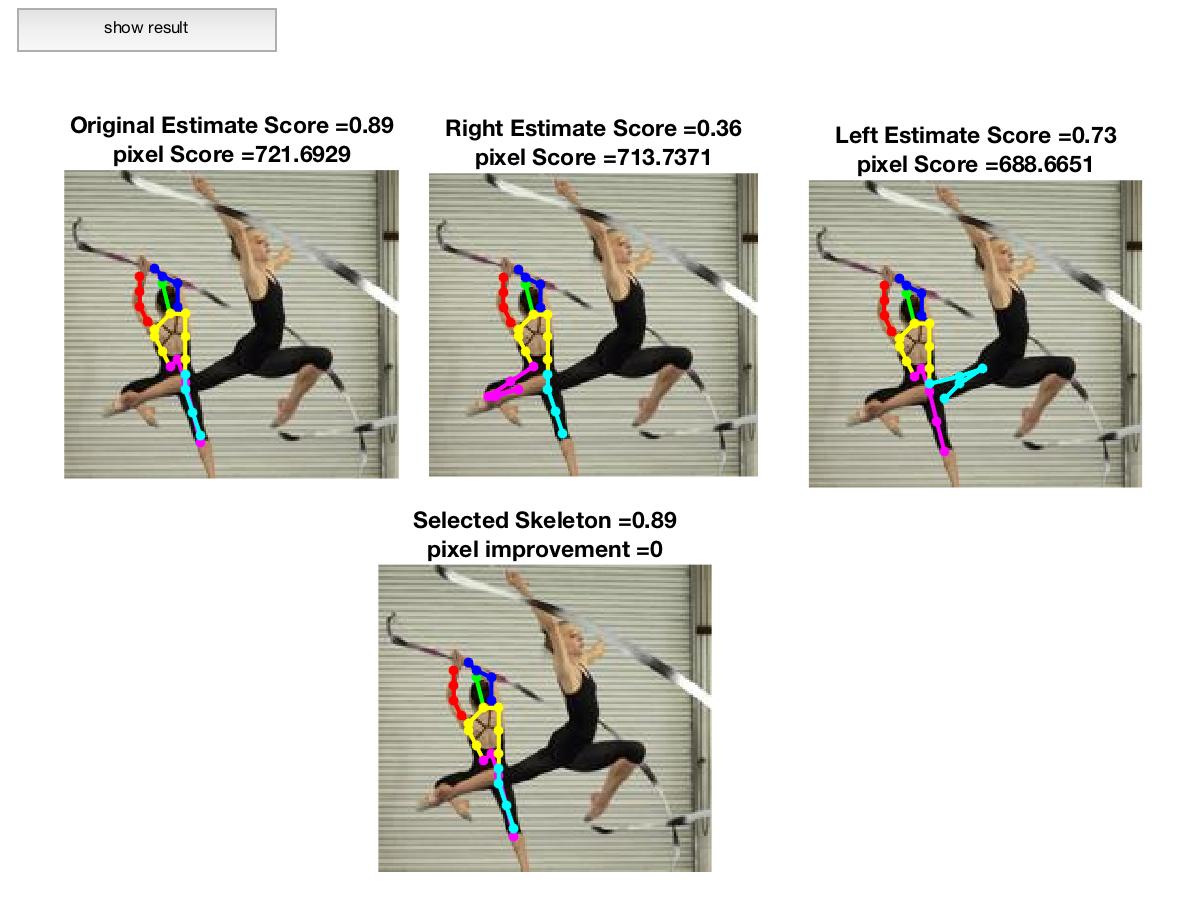 show result
Original Estimate Score =0.89
pixel Score =721.6929
Right Estimate Score =0.36
pixel Score =713.7371
Left Estimate Score =0.73
pixel Score =688.6651
Selected Skeleton =0.89
pixel improvement =0